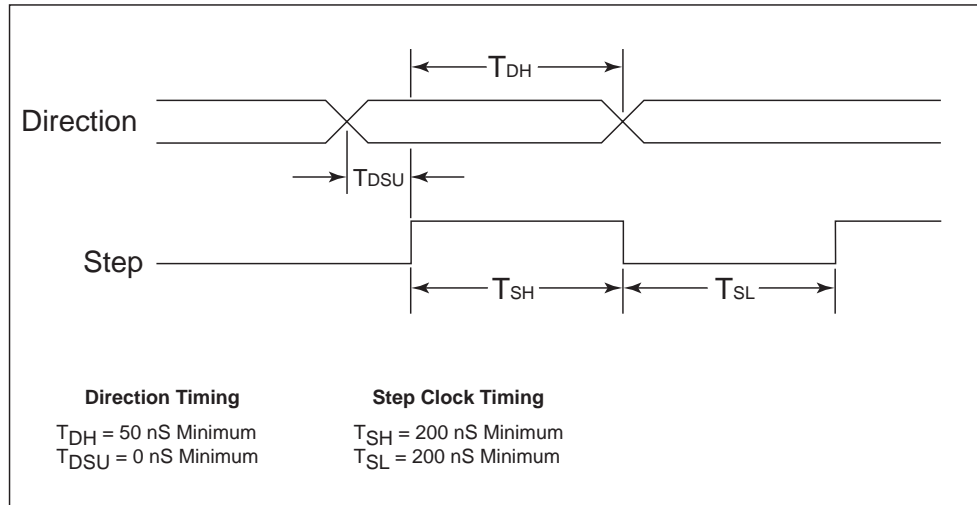 TDH
Direction
TDSU
Step
TSH
TSL
Direction Timing
TDH = 50 nS Minimum
TDSU = 0 nS Minimum
Step Clock Timing
TSH = 200 nS Minimum
TSL = 200 nS Minimum